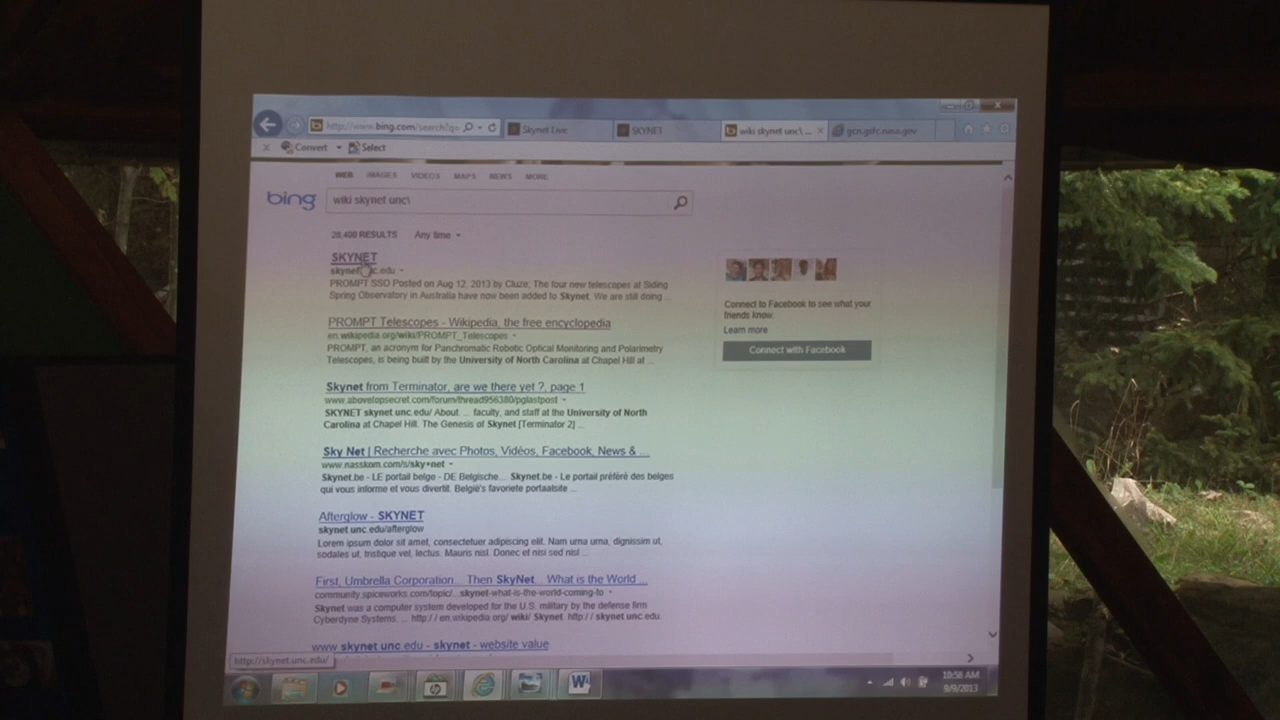 http://www.bing.com/search?q=
Skynet Live
SKYNET
wiki skynet unc\ ...
gcn.gsfc.nasa.gov
x Convert Select
WEB IMAGES VIDEOS MAPS NEWS MORE
bing
wiki skynet unc\
28,400 RESULTS Any time
SKYNET
PROMPT SSO Posted on Aug 12, 2013 by Cluze; The four new telescopes at Siding
Spring Observatory in Australia have now been added to Skynet. We are still doing ...
PROMPT Telescopes - Wikipedia, the free encyclopedia
en.wikipedia.org/wiki/PROMPT_Telescopes
PROMPT, an acronym for Panchromatic Robotic Optical Monitoring and Polarimetry
Telescopes, is being built by the University of North Carolina at Chapel Hill at ...
Skynet from Terminator, are we there yet ?, page 1
www.abovetopsecret.com/forum/thread956380/pglastpost
SKYNET skynet unc.edu/ About ... faculty, and staff at the University of North
Carolina at Chapel Hill. The Genesis of Skynet [Terminator 2] ...
Sky Net | Recherche avec Photos, Vidéos, Facebook, News & ...
www.nasskom.com/s/sky+net
Skynet.be - LE portail belge - DE Belgische... Skynet.be - Le portail préféré des belges
qui vous informe et vous divertit. België's favoriete portaalsite ...
Afterglow - SKYNET
skynet unc.edu/afterglow
Lorem ipsum dolor sit amet, consectetuer adipiscing elit. Nam urna urna, dignissim ut,
sodales ut, tristique vel, lectus. Mauris nisl. Donec et nisi sed nisl ...
First, Umbrella Corporation... Then SkyNet... What is the World ...
community.spiceworks.com/topic/...skynet-what-is-the-world-coming-to
Skynet was a computer system developed for the U.S. military by the defense firm
Cyberdyne Systems. ... http:// en.wikipedia.org/ wiki/ Skynet. http:// skynet unc.edu.
www skynet unc.edu - skynet - website value
Connect to Facebook to see what your
friends know.
Learn more
Connect with Facebook
http://skynet.unc.edu/
hp
W
10:58 AM
9/9/2013